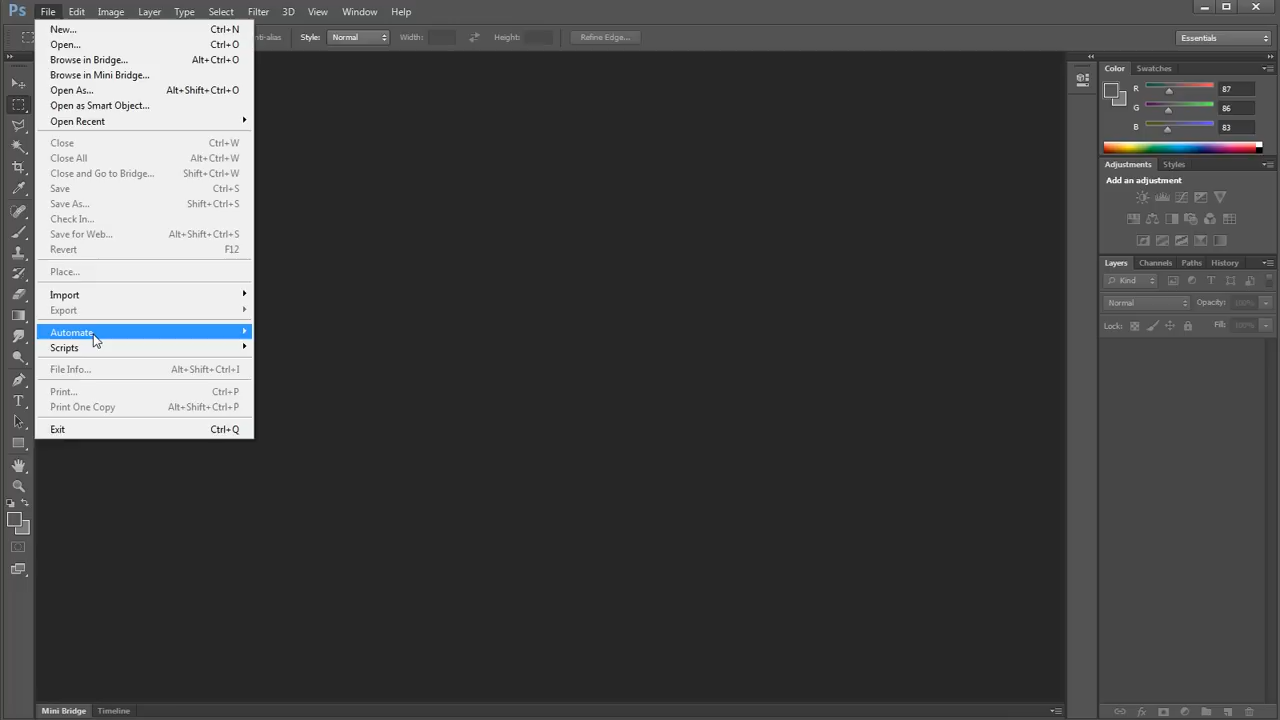 Ps File Edit Image Layer Type Select Filter 3D View Window Help
nti-alias Style: Normal Width: Height: Refine Edge... Essentials
New... Ctrl+N
Open... Ctrl+O
Browse in Bridge... Alt+Ctrl+O
Browse in Mini Bridge...
Open As... Alt+Shift+Ctrl+O
Open as Smart Object...
Open Recent
Close Ctrl+W
Close All Alt+Ctrl+W
Close and Go to Bridge... Shift+Ctrl+W
Save Ctrl+S
Save As... Shift+Ctrl+S
Check In...
Save for Web... Alt+Shift+Ctrl+S
Revert F12
Place...
Import
Export
Automate
Scripts
File Info... Alt+Shift+Ctrl+I
Print... Ctrl+P
Print One Copy Alt+Shift+Ctrl+P
Exit Ctrl+Q
Color Swatches
R 87
G 86
B 83
Adjustments Styles
Add an adjustment
Layers Channels Paths History
Kind
Normal Opacity: 100%
Lock: Fill: 100%
Mini Bridge Timeline